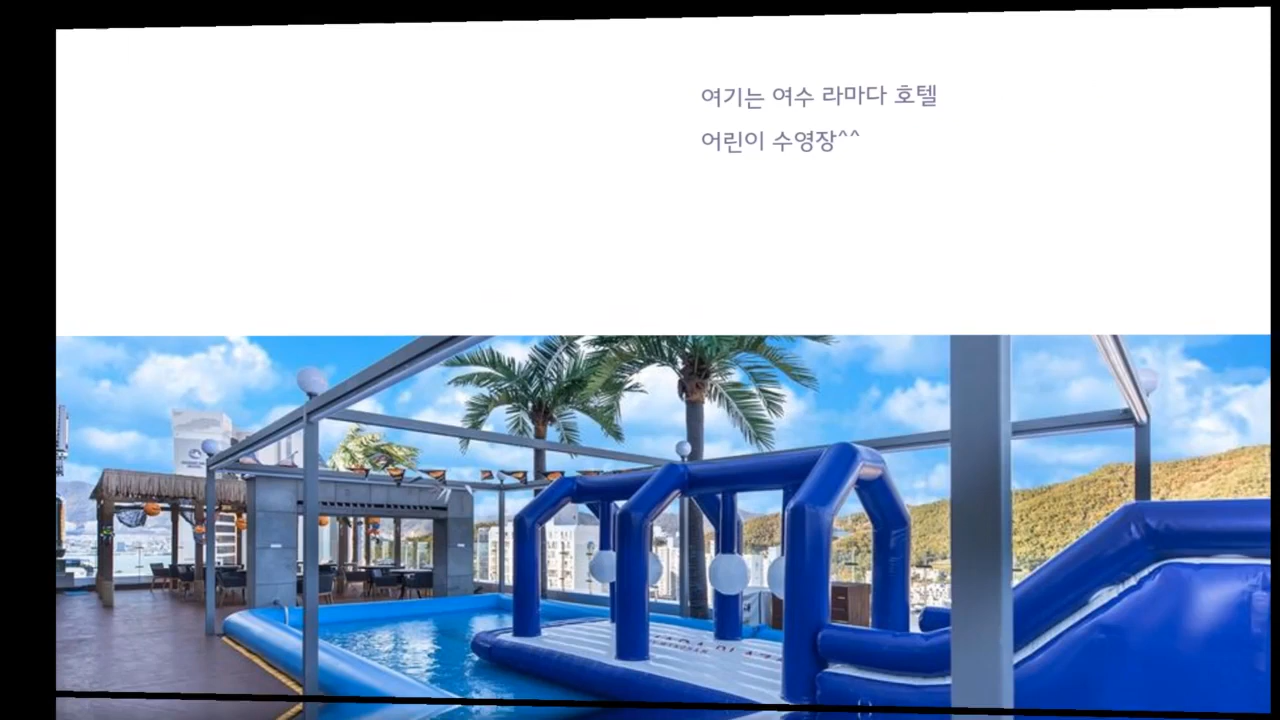 여기는 여수 라마다 호텔
어린이 수영장^^